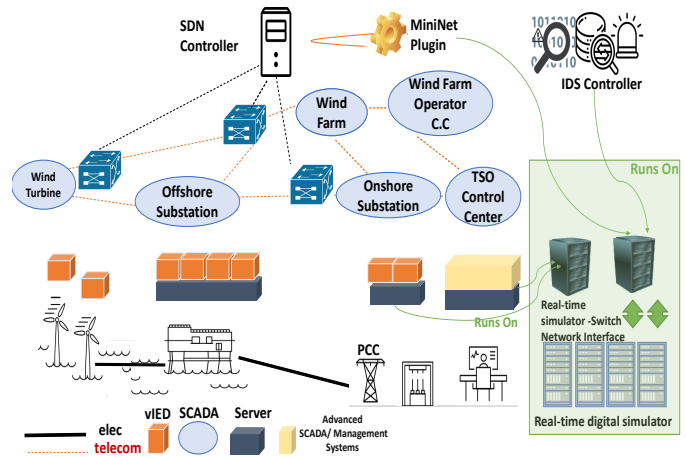 SDN
Controller
MiniNet
Plugin
1011010
IDS Controller
Wind
Farm
Wind Farm
Operator
C.C
Runs On
Wind
Turbine
Offshore
Substation
Onshore
Substation
TSO
Control
Center
Real-time
simulator -Switch
Network Interface
Runs On
PCC
Real-time digital simulator
elec
telecom
vIED
SCADA
Server
Advanced
SCADA/ Management
Systems